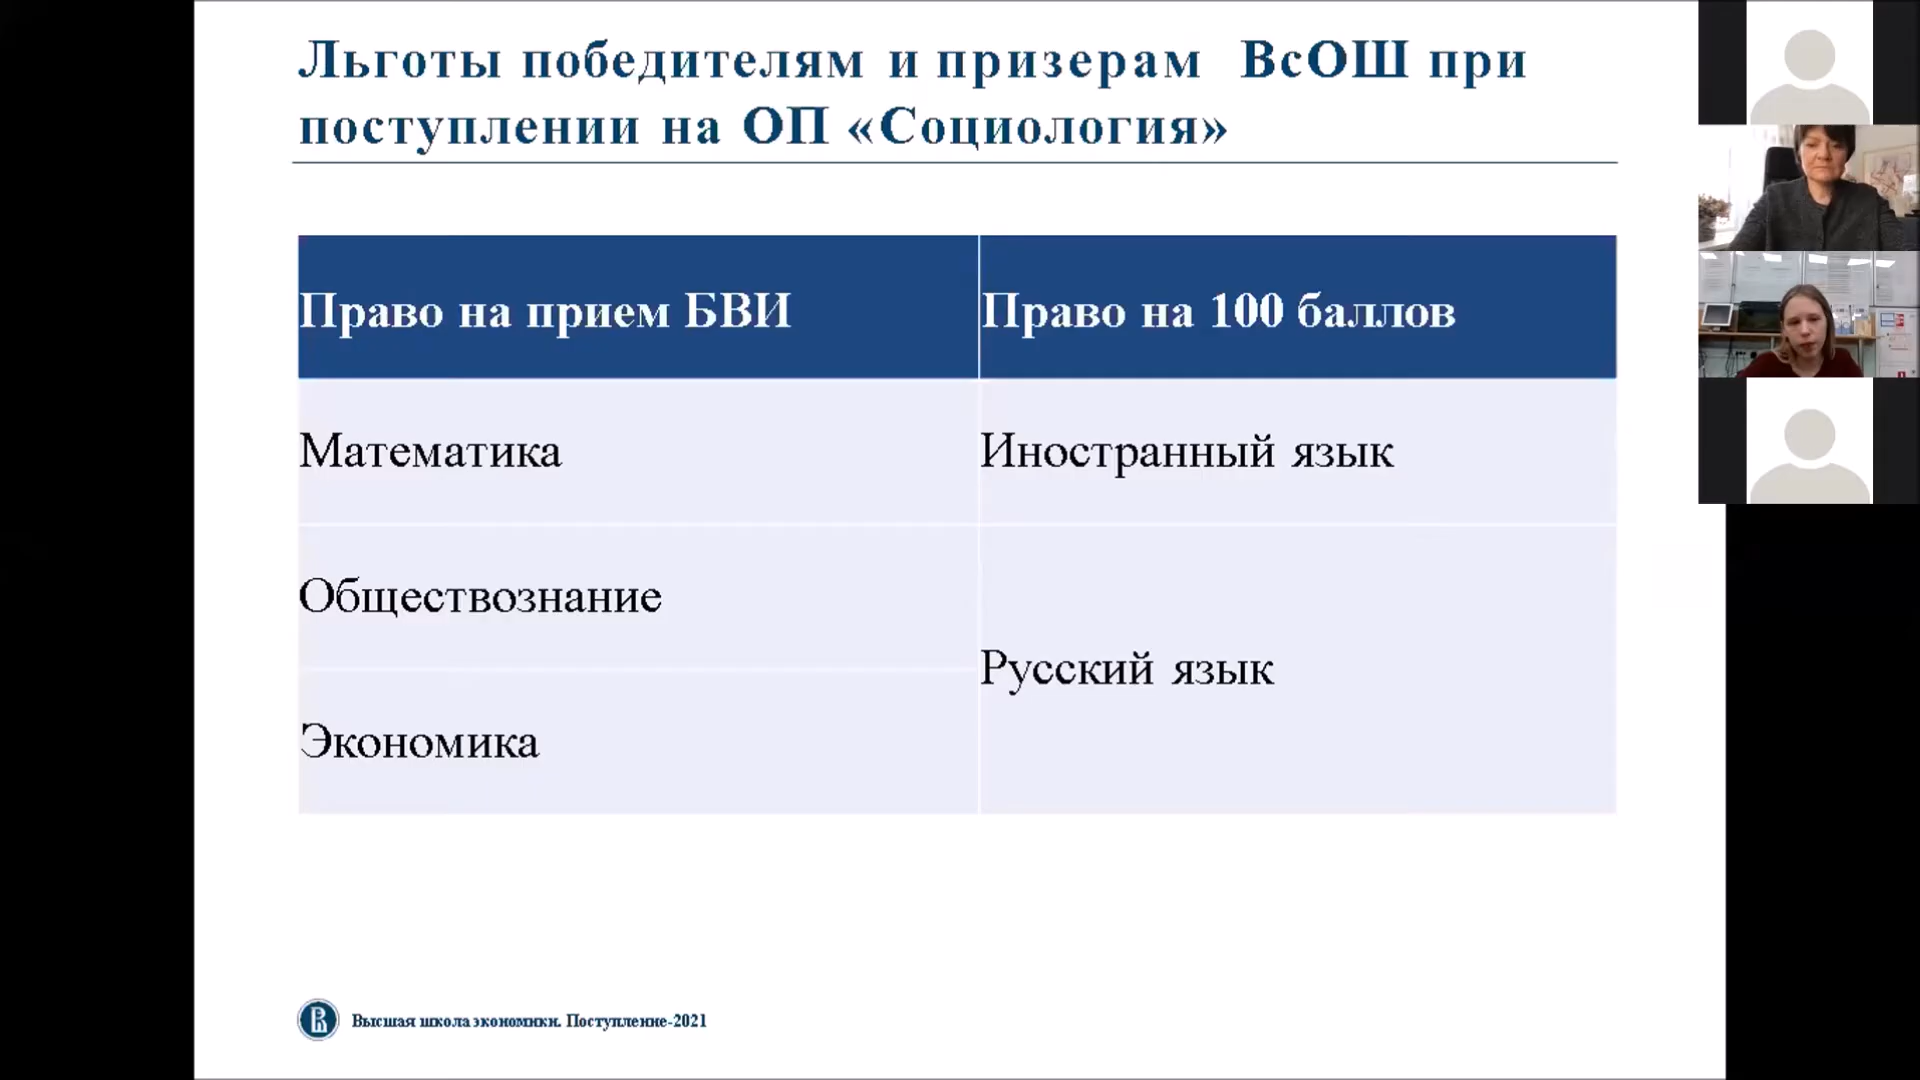 Льготы победителям и призерам ВсОШ при
поступлении на ОП «Социология»
Право на прием БВИ
Право на 100 баллов
Математика
Иностранный язык
Обществознание
Русский язык
Экономика
Высшая школа экономики. Поступление-2021